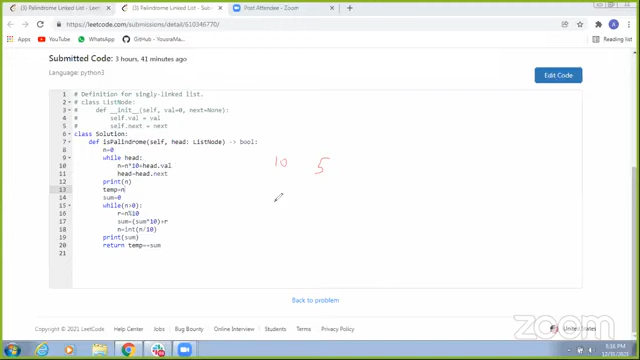 (3) Palindrome Linked List - Leet
(3) Palindrome Linked List - Sub
Post Attendee - Zoom
https://leetcode.com/submissions/detail/610346770/
Apps
YouTube
WhatsApp
Reading list
Submitted Code: 3 hours, 41 minutes ago
Language: python3
Edit Code
1 # Definition for singly-linked list.
2 # class ListNode:
3 #     def __init__(self, val=0, next=None):
4 #         self.val = val
5 #         self.next = next
6 class Solution:
7     def isPalindrome(self, head: ListNode) -> bool:
8         n=0
9         while head:
10             n=n*10+head.val
11             head=head.next
12         print(n)
13         temp=n
14         sum=0
15         while(n>0):
16             r=n%10
17             sum=(sum*10)+r
18             n=int(n/10)
19         print(sum)
20         return temp==sum
21
10 5
Back to problem
Copyright © 2021 LeetCode
Help Center
Jobs
Bug Bounty
Online Interview
Students
Terms
Privacy Policy
United States
zoom